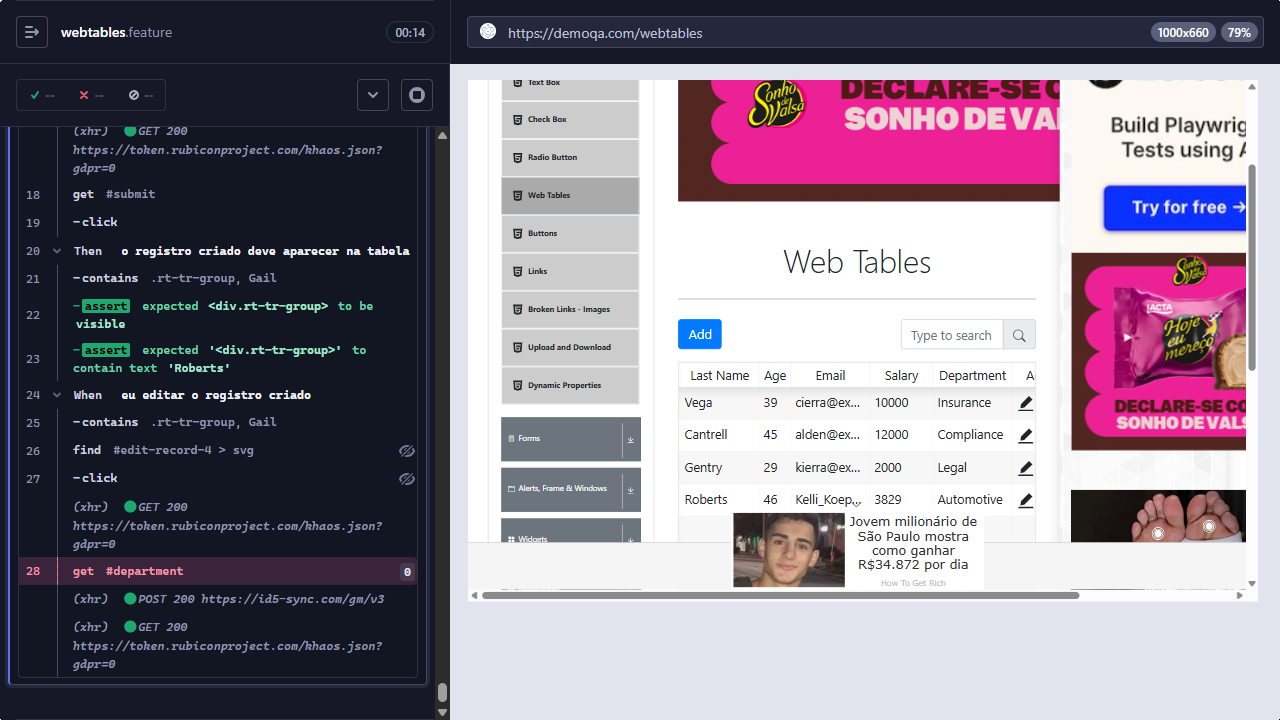 webtables.feature
00:14
--
--
--
(xhr) GET 200
https://token.rubiconproject.com/khaos.json?
gdpr=0
18 get #submit
19 -click
20 Then o registro criado deve aparecer na tabela
21 -contains .rt-tr-group, Gail
22 -assert expected <div.rt-tr-group> to be
visible
23 -assert expected '<div.rt-tr-group>' to
contain text 'Roberts'
24 When eu editar o registro criado
25 -contains .rt-tr-group, Gail
26 find #edit-record-4 > svg
27 -click
(xhr) GET 200
https://token.rubiconproject.com/khaos.json?
gdpr=0
28 get #department 0
(xhr) POST 200 https://id5-sync.com/gm/v3
(xhr) GET 200
https://token.rubiconproject.com/khaos.json?
gdpr=0
https://demoqa.com/webtables
1000x660
79%
Text Box
Check Box
Radio Button
Web Tables
Buttons
Links
Broken Links - Images
Upload and Download
Dynamic Properties
Forms
Alerts, Frame & Windows
Widgets
Sonho de Valsa
DECLARE-SE C
SONHO DE VAL
Web Tables
Add
Type to search
Last Name Age Email Salary Department A
Vega 39 cierra@ex... 10000 Insurance
Cantrell 45 alden@ex... 12000 Compliance
Gentry 29 kierra@ex... 2000 Legal
Roberts 46 Kelli_Koep... 3829 Automotive
Jovem milionário de
São Paulo mostra
como ganhar
R$34.872 por dia
How To Get Rich
Build Playwrig
Tests using A
Try for free →
Sonho de Valsa
LACTA
Hoje
eu
mereço
DECLARE-SE CO
SONHO DE VALS